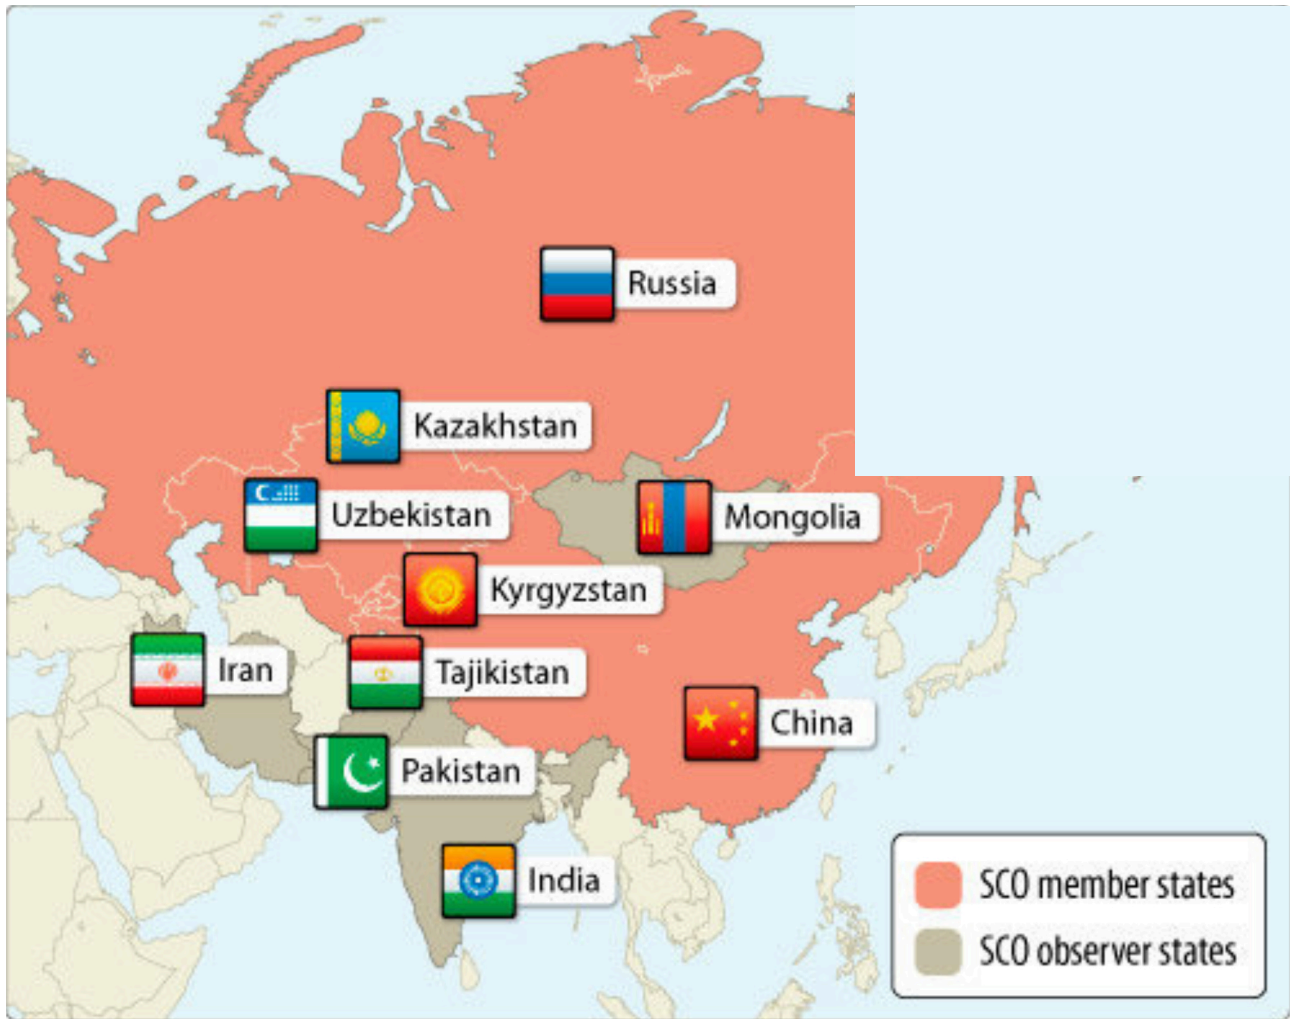 Russia
Kazakhstan
Uzbekistan
Mongolia
Kyrgyzstan
Iran
Tajikistan
China
Pakistan
India
SCO member states
SCO observer states